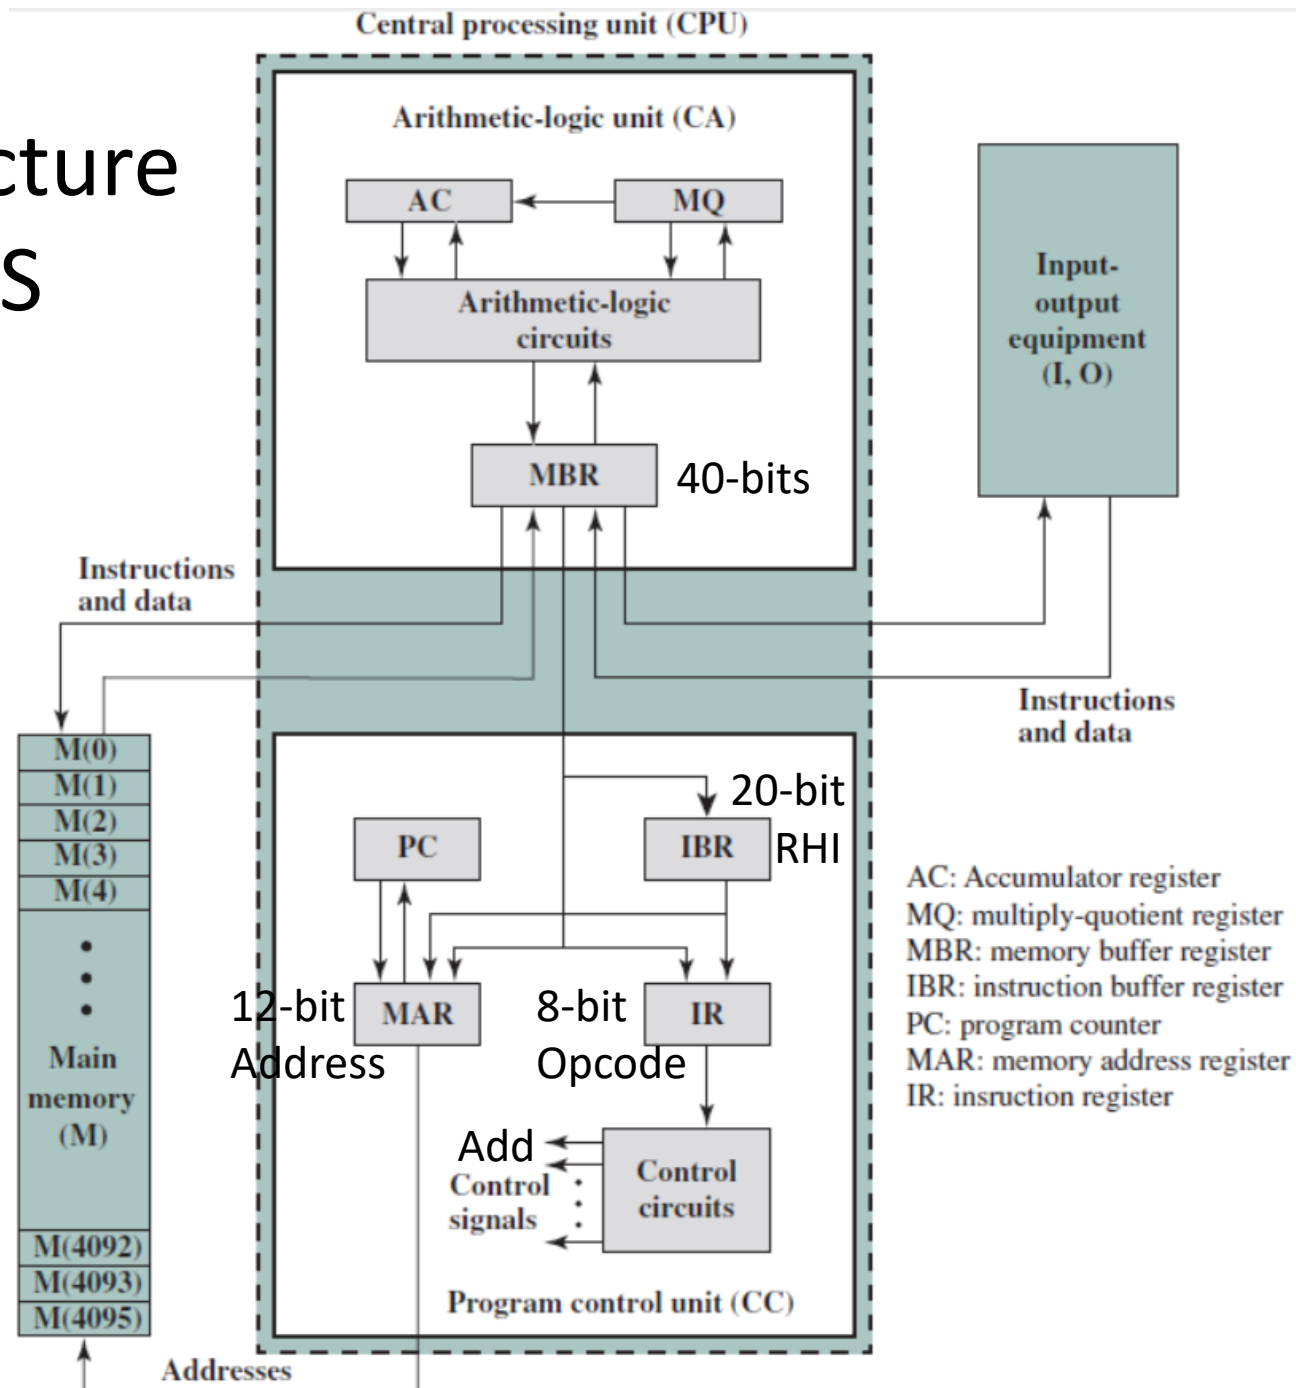 Central processing unit (CPU)
cture
S
Arithmetic-logic unit (CA)
AC
MQ
Arithmetic-logic
circuits
MBR
40-bits
Input-
output
equipment
(I, O)
Instructions
and data
Instructions
and data
M(0)
M(1)
M(2)
M(3)
M(4)
Main
memory
(M)
M(4092)
M(4093)
M(4095)
Addresses
PC
IBR
20-bit
RHI
MAR
12-bit
Address
8-bit
Opcode
IR
Add
Control
signals
Control
circuits
Program control unit (CC)
AC: Accumulator register
MQ: multiply-quotient register
MBR: memory buffer register
IBR: instruction buffer register
PC: program counter
MAR: memory address register
IR: insruction register